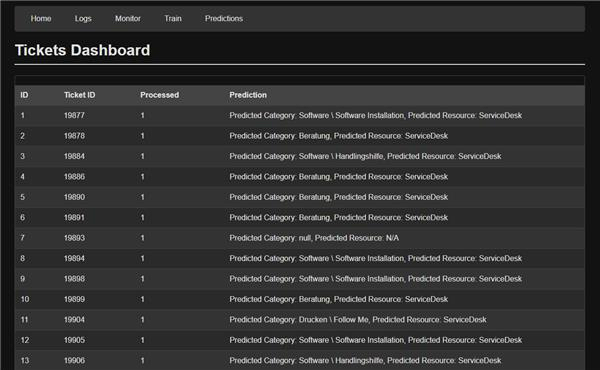 Home Logs Monitor Train Predictions
Tickets Dashboard
ID Ticket ID Processed Prediction
1 19877 1 Predicted Category: Software \ Software Installation, Predicted Resource: ServiceDesk
2 19878 1 Predicted Category: Beratung, Predicted Resource: ServiceDesk
3 19884 1 Predicted Category: Software \ Handlingshilfe, Predicted Resource: ServiceDesk
4 19886 1 Predicted Category: Beratung, Predicted Resource: ServiceDesk
5 19890 1 Predicted Category: Beratung, Predicted Resource: ServiceDesk
6 19891 1 Predicted Category: Beratung, Predicted Resource: ServiceDesk
7 19893 1 Predicted Category: null, Predicted Resource: N/A
8 19894 1 Predicted Category: Software \ Software Installation, Predicted Resource: ServiceDesk
9 19898 1 Predicted Category: Software \ Software Installation, Predicted Resource: ServiceDesk
10 19899 1 Predicted Category: Beratung, Predicted Resource: ServiceDesk
11 19904 1 Predicted Category: Drucken \ Follow Me, Predicted Resource: ServiceDesk
12 19905 1 Predicted Category: Software \ Software Installation, Predicted Resource: ServiceDesk
13 19906 1 Predicted Category: Software \ Handlingshilfe, Predicted Resource: ServiceDesk